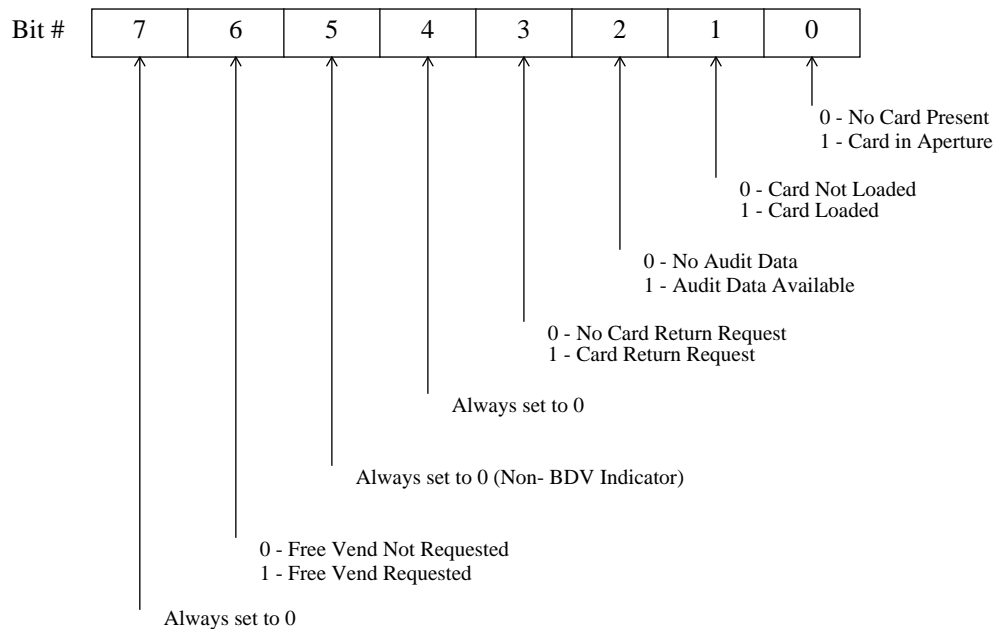 Bit # 7 6 5 4 3 2 1 0
0 - No Card Present
1 - Card in Aperture
0 - Card Not Loaded
1 - Card Loaded
0 - No Audit Data
1 - Audit Data Available
0 - No Card Return Request
1 - Card Return Request
Always set to 0
Always set to 0 (Non- BDV Indicator)
0 - Free Vend Not Requested
1 - Free Vend Requested
Always set to 0